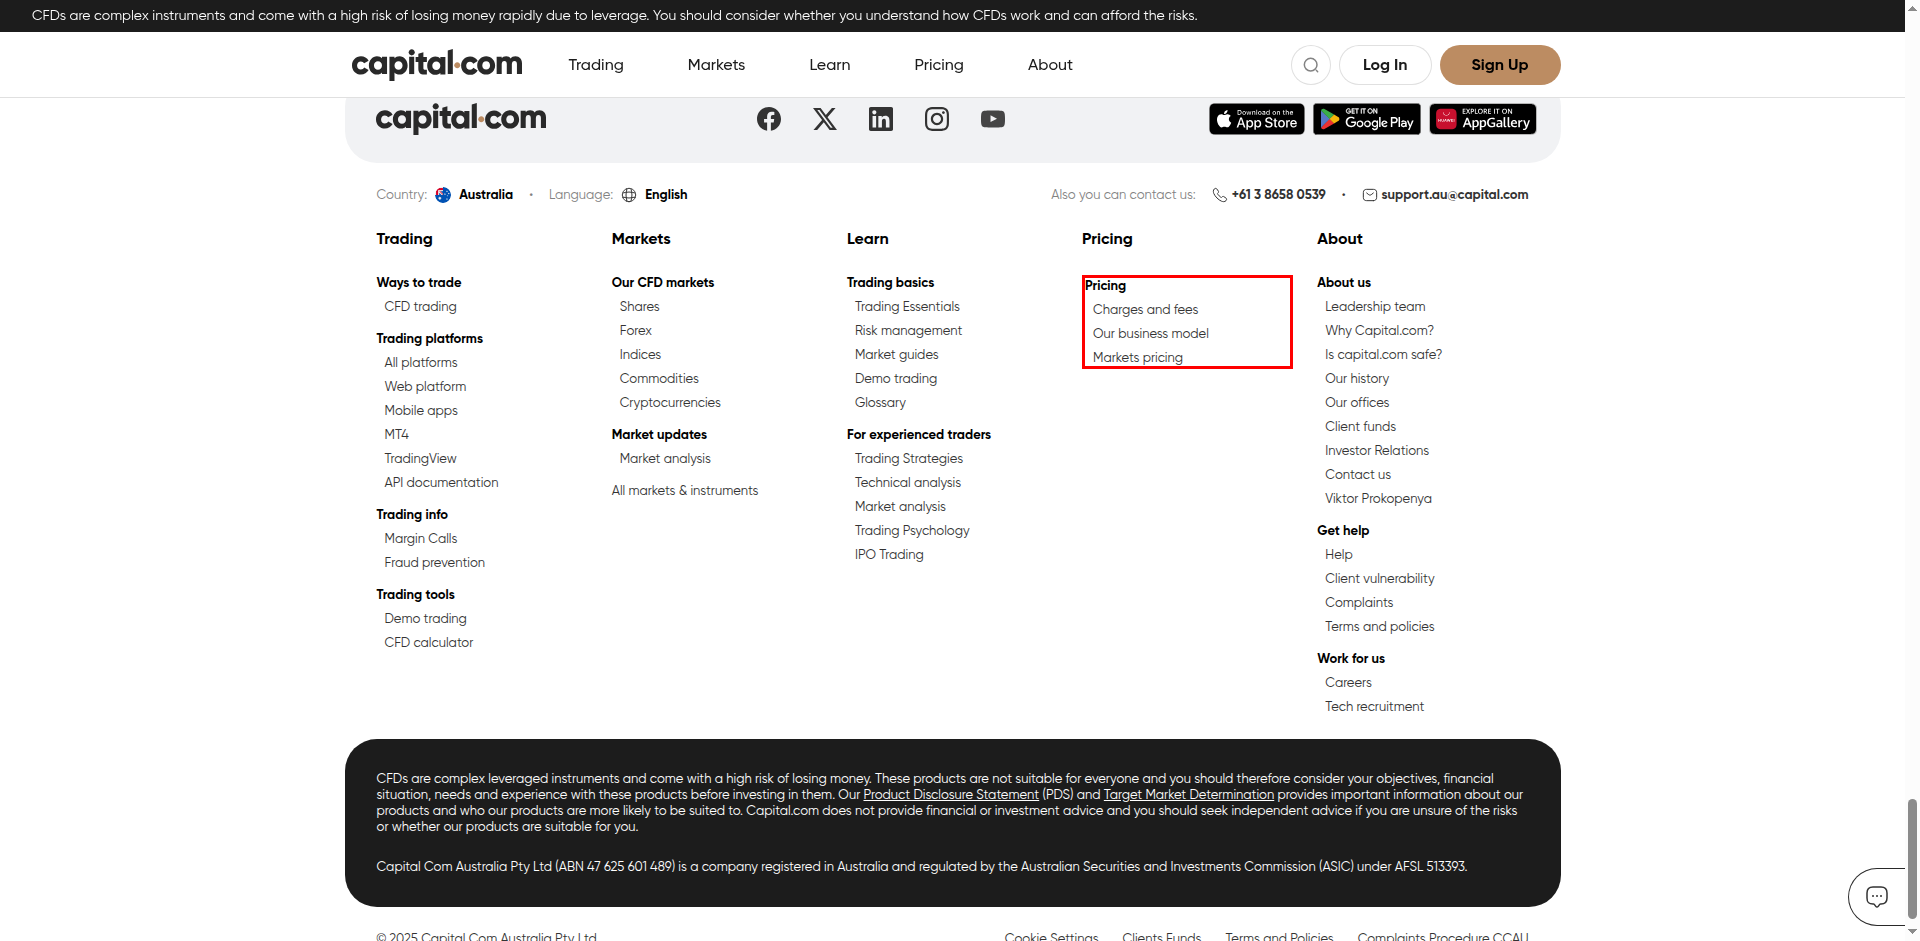 CFDs are complex instruments and come with a high risk of losing money rapidly due to leverage. You should consider whether you understand how CFDs work and can afford the risks.
capital.com
Trading
Markets
Learn
Pricing
About
Log In
Sign Up
capital.com
Download on the
App Store
GET IT ON
Google Play
HUAWEI
EXPLORE IT ON
AppGallery
Country: Australia · Language: English
Also you can contact us: +61 3 8658 0539 · support.au@capital.com
Trading
Ways to trade
CFD trading
Trading platforms
All platforms
Web platform
Mobile apps
MT4
TradingView
API documentation
Trading info
Margin Calls
Fraud prevention
Trading tools
Demo trading
CFD calculator
Markets
Our CFD markets
Shares
Forex
Indices
Commodities
Cryptocurrencies
Market updates
Market analysis
All markets & instruments
Learn
Trading basics
Trading Essentials
Risk management
Market guides
Demo trading
Glossary
For experienced traders
Trading Strategies
Technical analysis
Market analysis
Trading Psychology
IPO Trading
Pricing
Pricing
Charges and fees
Our business model
Markets pricing
About
About us
Leadership team
Why Capital.com?
Is capital.com safe?
Our history
Our offices
Client funds
Investor Relations
Contact us
Viktor Prokopenya
Get help
Help
Client vulnerability
Complaints
Terms and policies
Work for us
Careers
Tech recruitment
CFDs are complex leveraged instruments and come with a high risk of losing money. These products are not suitable for everyone and you should therefore consider your objectives, financial
situation, needs and experience with these products before investing in them. Our Product Disclosure Statement (PDS) and Target Market Determination provides important information about our
products and who our products are more likely to be suited to. Capital.com does not provide financial or investment advice and you should seek independent advice if you are unsure of the risks
or whether our products are suitable for you.
Capital Com Australia Pty Ltd (ABN 47 625 601 489) is a company registered in Australia and regulated by the Australian Securities and Investments Commission (ASIC) under AFSL 513393.
© 2025 Capital Com Australia Pty Ltd
Cookie Settings
Clients Funds
Terms and Policies
Complaints Procedure CCAU